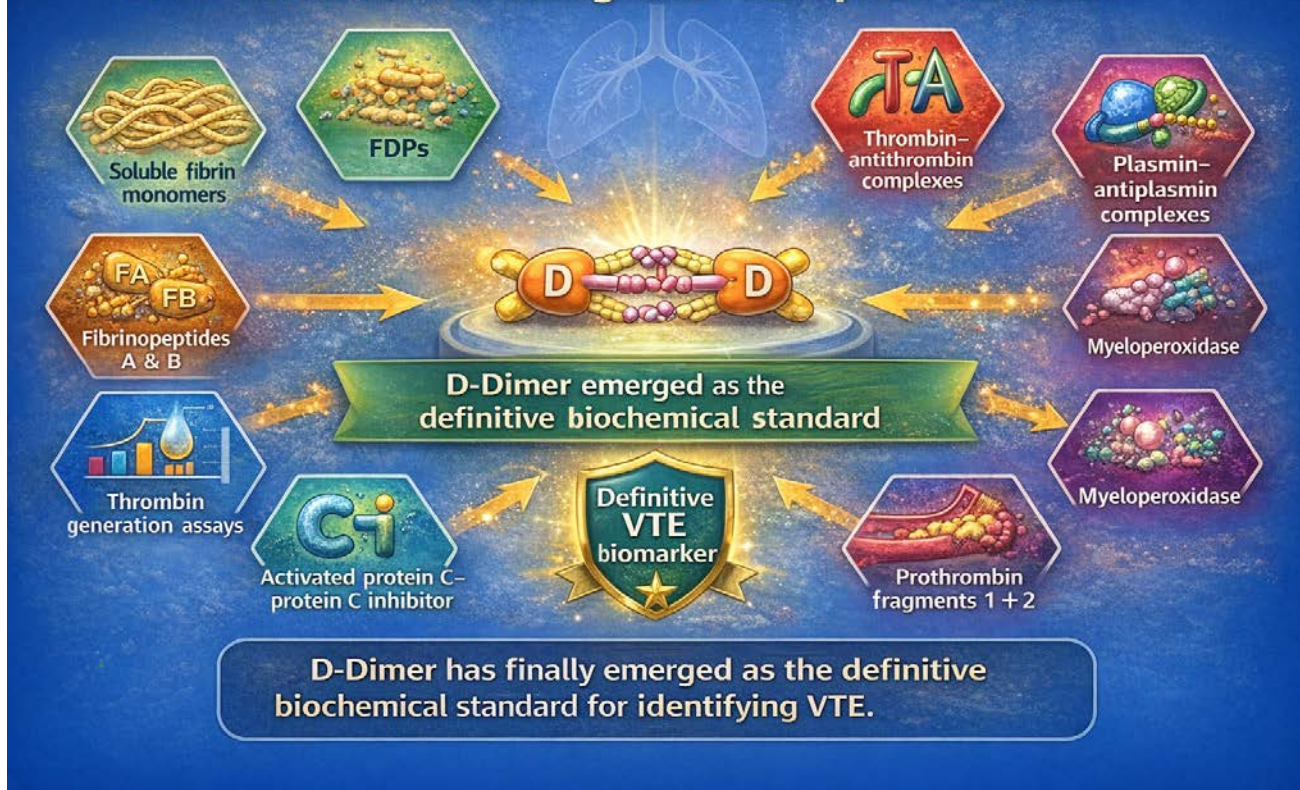 Soluble fibrin
monomers
FDPs
TA
Thrombin–
antithrombin
complexes
Plasmin–
antiplasmin
complexes
FA
FB
Fibrinopeptides
A & B
D D
Myeloperoxidase
D-Dimer emerged as the
definitive biochemical standard
Thrombin
generation assays
Myeloperoxidase
Ci
Activated protein C–
protein C inhibitor
Definitive
VTE
biomarker
Prothrombin
fragments 1 + 2
D-Dimer has finally emerged as the definitive
biochemical standard for identifying VTE.